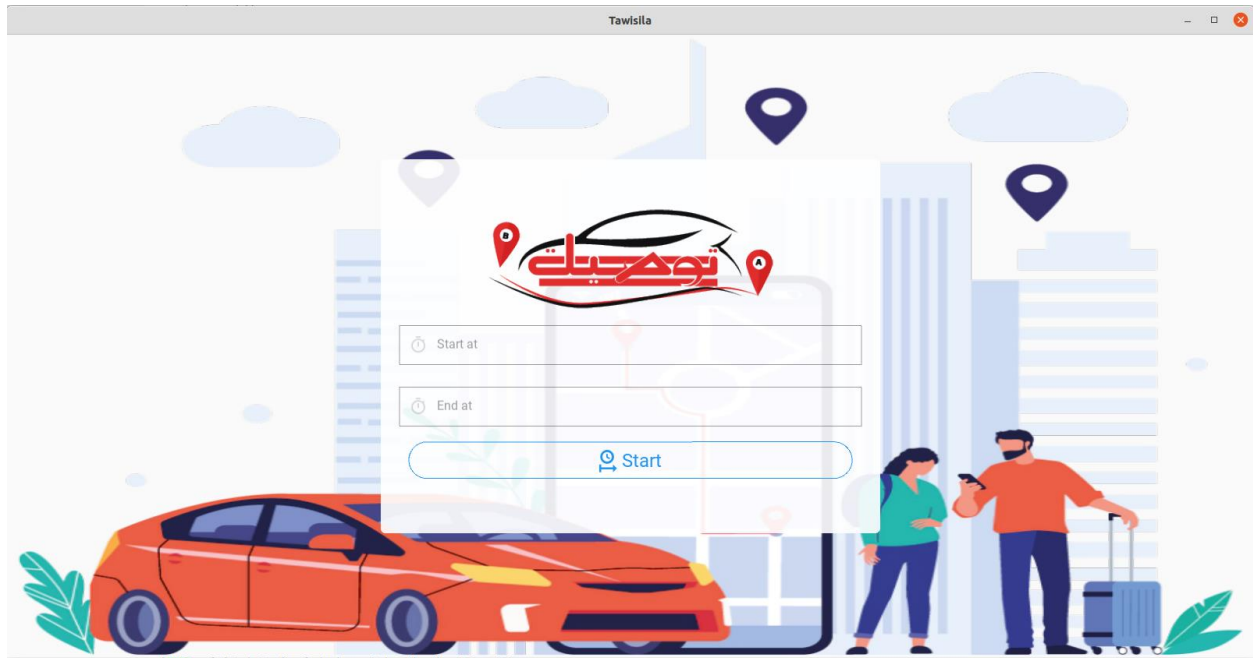 Tawisila
B
توصيلة
A
Start at
End at
Start